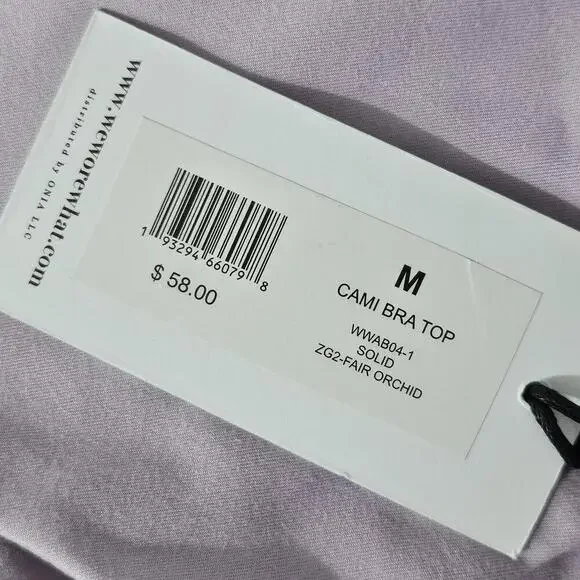 www.weworewhat.com
distributed by ONIA LLC
1 93294 66079 8
$ 58.00
M
CAMI BRA TOP
WWAB04-1
SOLID
ZG2-FAIR ORCHID